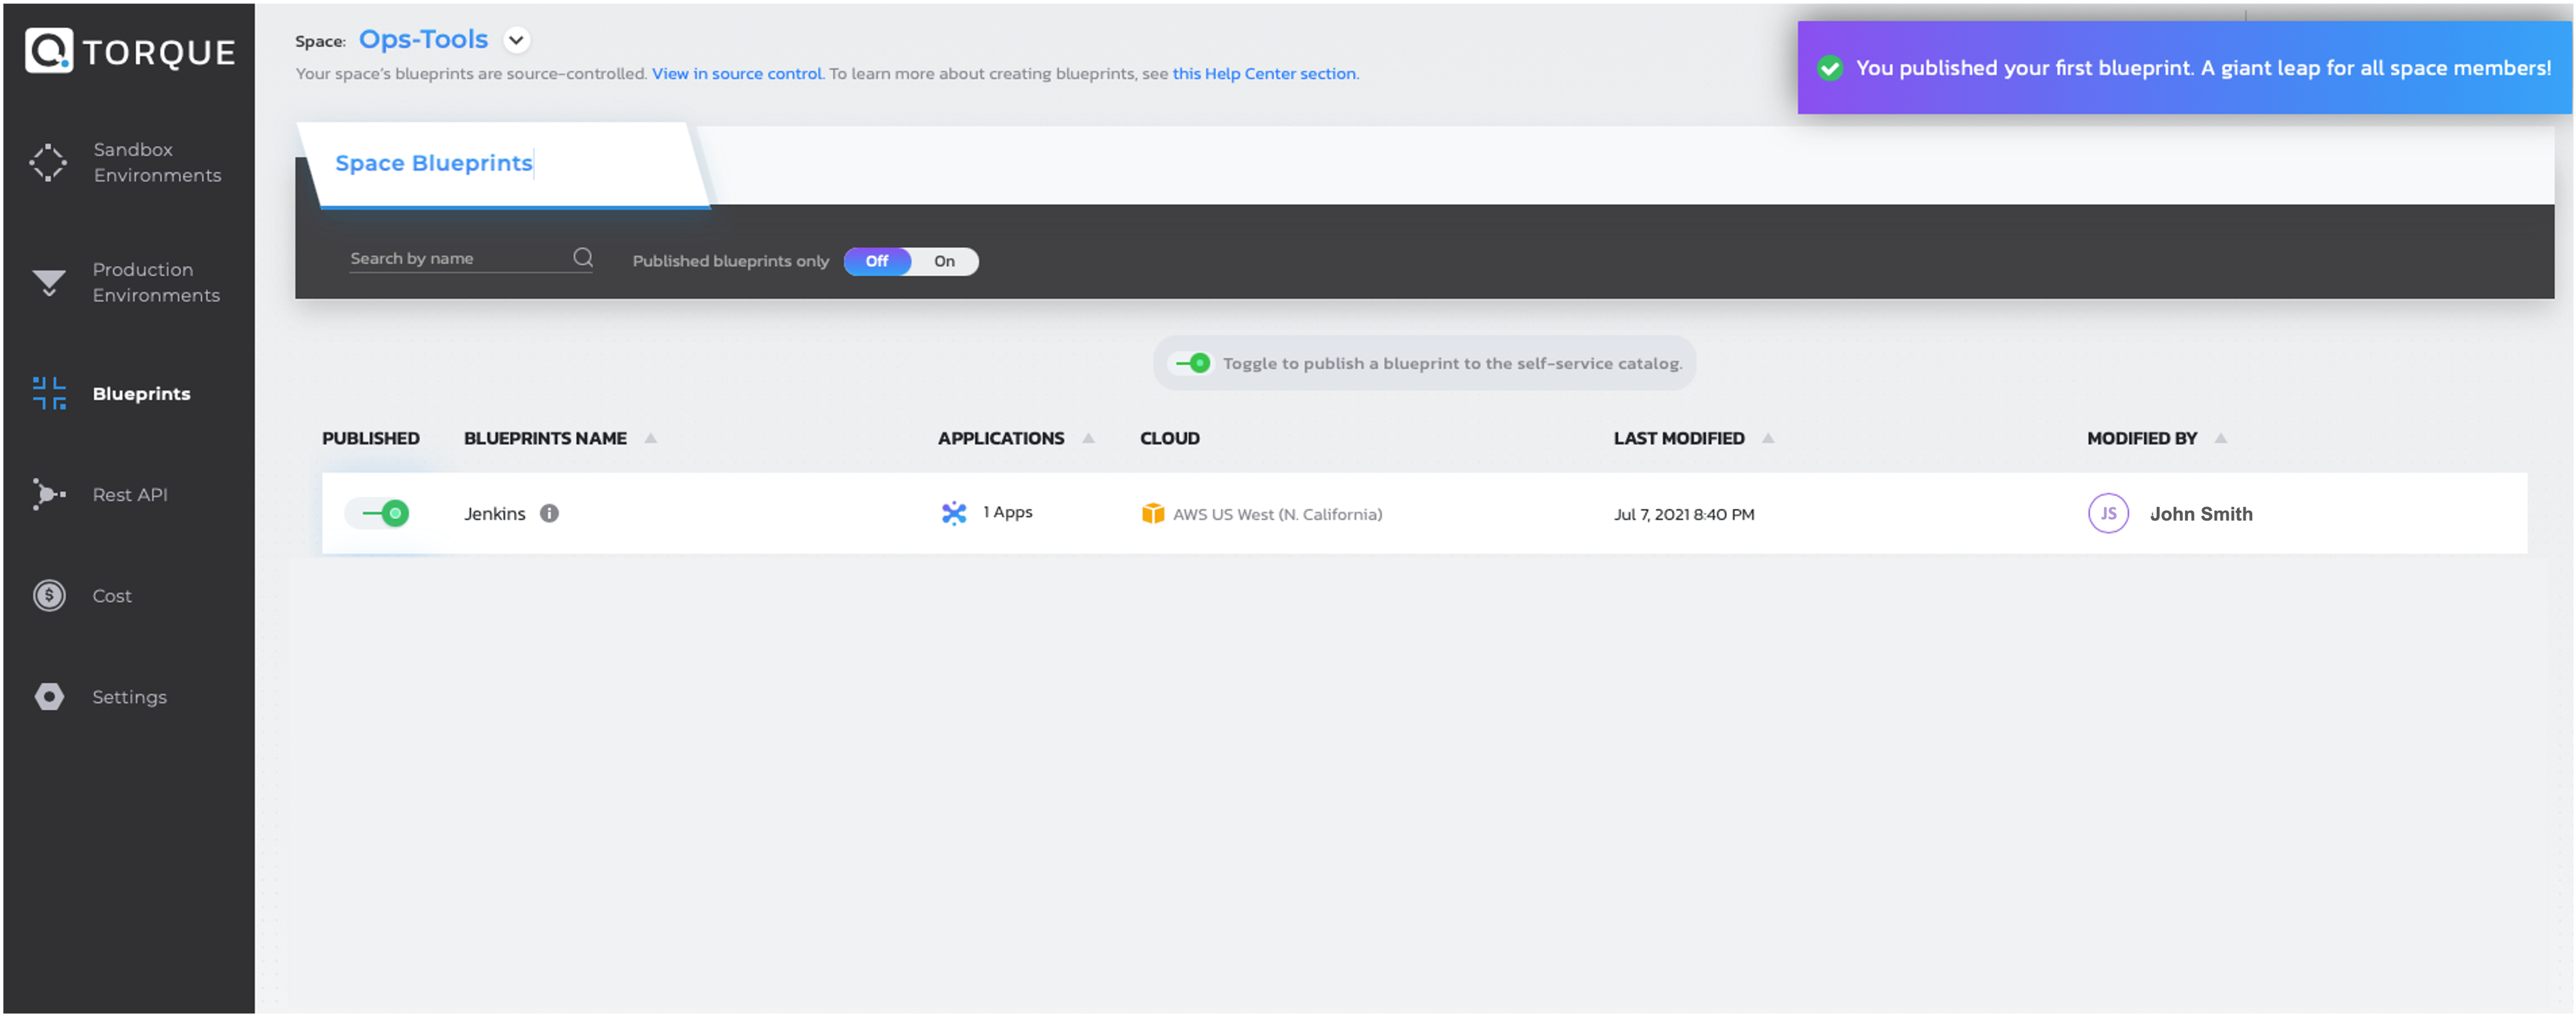 TORQUE
Sandbox
Environments
Production
Environments
Blueprints
Rest API
Cost
Settings
Space: Ops-Tools
Your space's blueprints are source-controlled. View in source control. To learn more about creating blueprints, see this Help Center section.
You published your first blueprint. A giant leap for all space members!
Space Blueprints
Search by name
Published blueprints only Off On
Toggle to publish a blueprint to the self-service catalog.
PUBLISHED BLUEPRINTS NAME APPLICATIONS CLOUD LAST MODIFIED MODIFIED BY
Jenkins 1 Apps AWS US West (N. California) Jul 7, 2021 8:40 PM JS John Smith